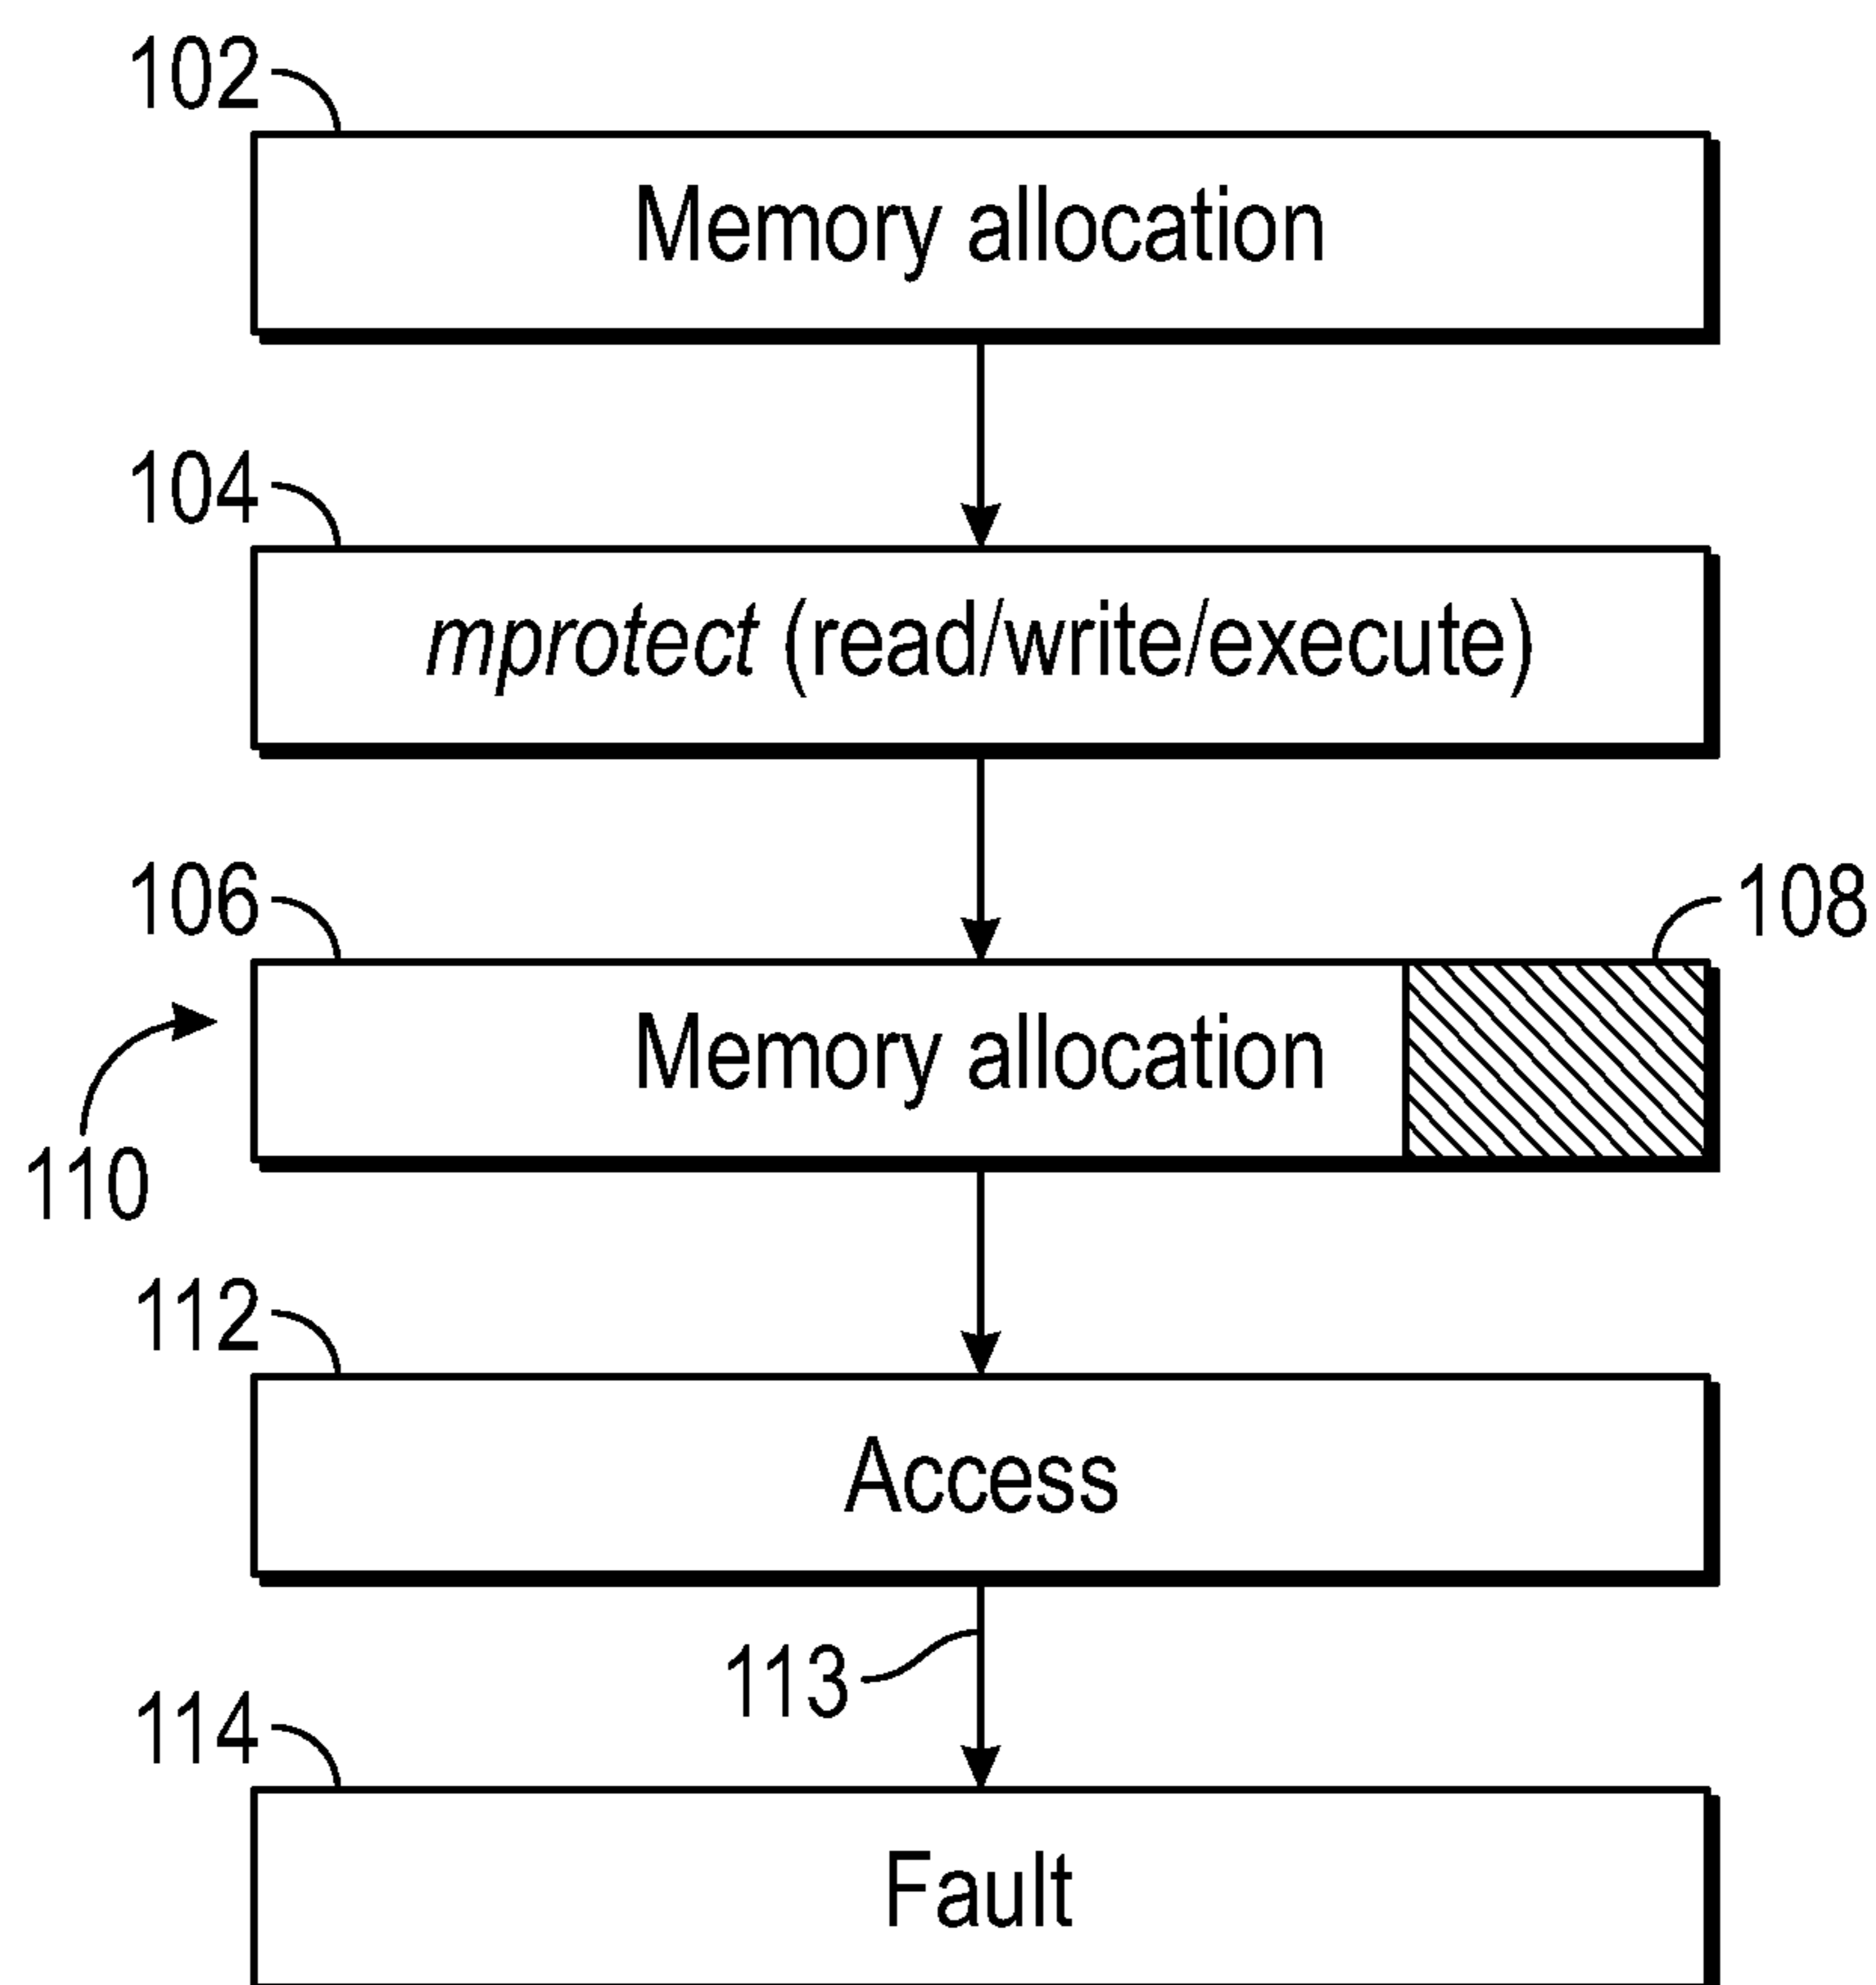 102
Memory allocation
104
mprotect (read/write/execute)
106
108
Memory allocation
110
112
Access
113
114
Fault